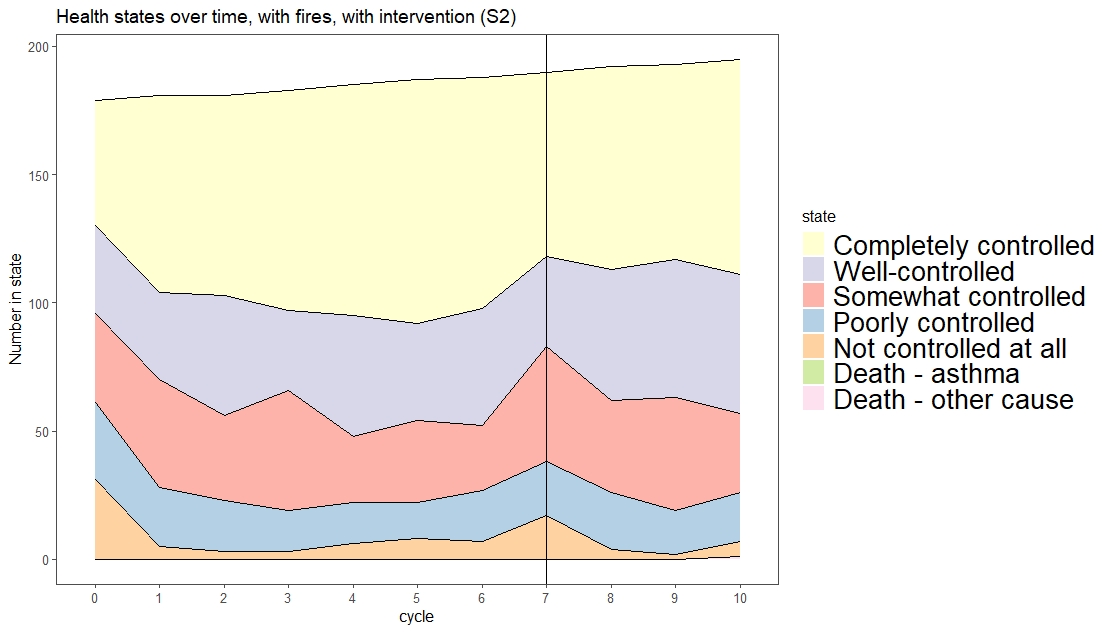 Health states over time, with fires, with intervention (S2)
200
150
100
50
0
Number in state
0 1 2 3 4 5 6 7 8 9 10
cycle
state
Completely controlled
Well-controlled
Somewhat controlled
Poorly controlled
Not controlled at all
Death - asthma
Death - other cause